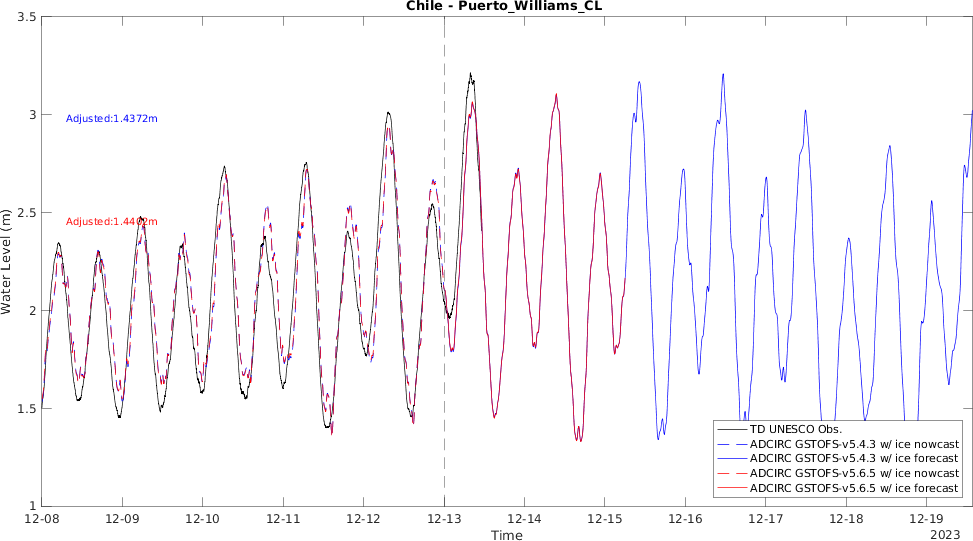 Chile - Puerto_Williams_CL
3.5
3
2.5
2
1.5
1
Water Level (m)
Adjusted:1.4372m
Adjusted:1.4402m
TD UNESCO Obs.
ADCIRC GSTOFS-v5.4.3 w/ ice nowcast
ADCIRC GSTOFS-v5.4.3 w/ ice forecast
ADCIRC GSTOFS-v5.6.5 w/ ice nowcast
ADCIRC GSTOFS-v5.6.5 w/ ice forecast
12-08 12-09 12-10 12-11 12-12 12-13 12-14 12-15 12-16 12-17 12-18 12-19
Time
2023